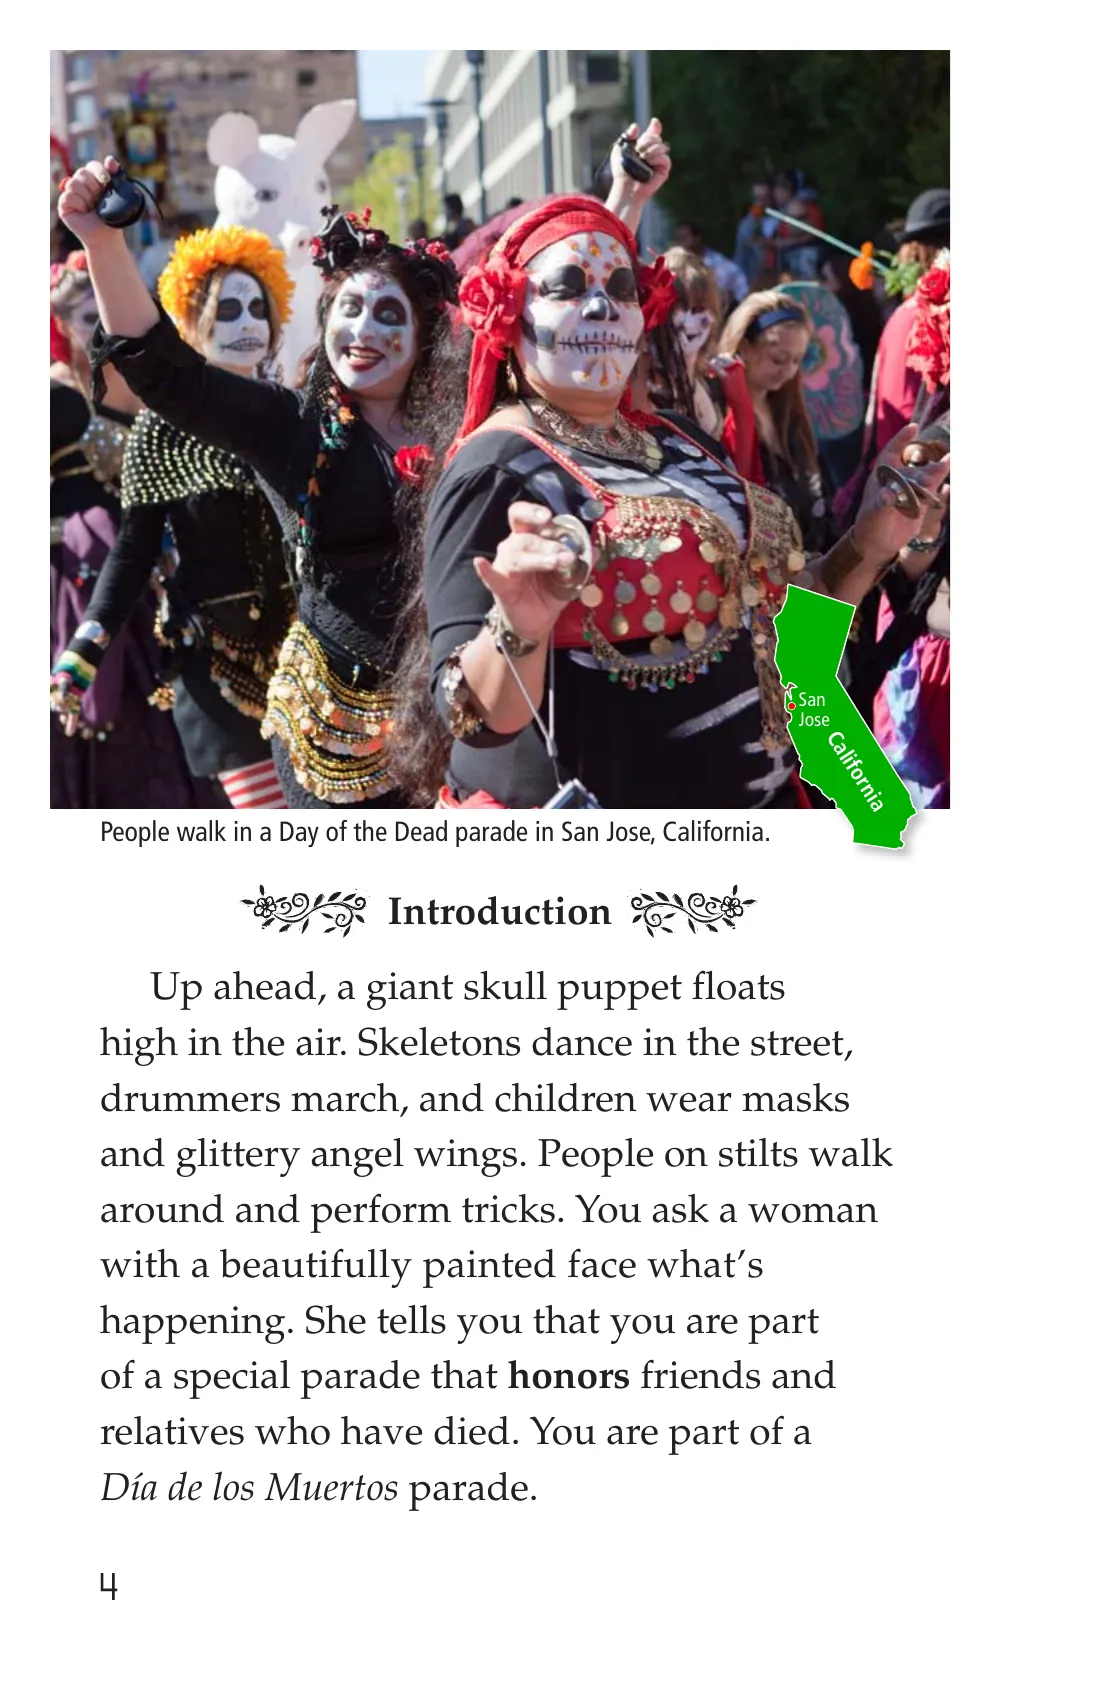 San
Jose
California
People walk in a Day of the Dead parade in San Jose, California.
Introduction
Up ahead, a giant skull puppet floats
high in the air. Skeletons dance in the street,
drummers march, and children wear masks
and glittery angel wings. People on stilts walk
around and perform tricks. You ask a woman
with a beautifully painted face what’s
happening. She tells you that you are part
of a special parade that honors friends and
relatives who have died. You are part of a
Día de los Muertos parade.
4